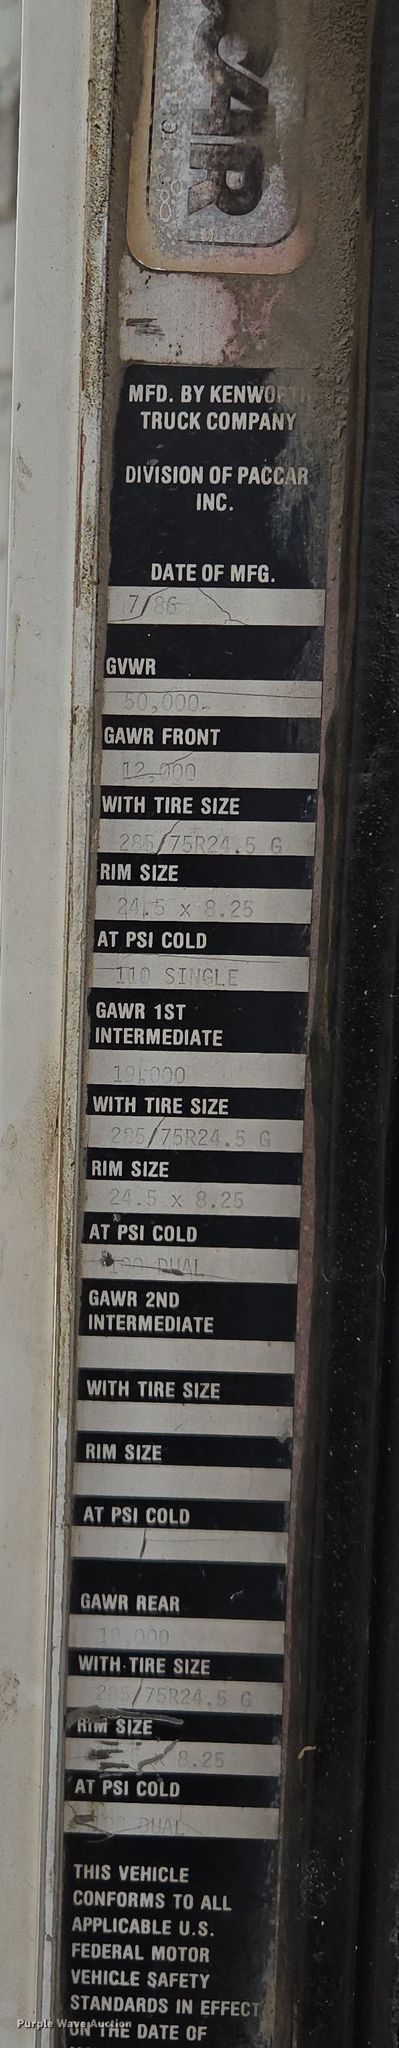 MFD. BY KENWORTH
TRUCK COMPANY
DIVISION OF PACCAR
INC.
DATE OF MFG.
7/86
GVWR
50,000
GAWR FRONT
12,000
WITH TIRE SIZE
285/75R24.5 G
RIM SIZE
24.5 x 8.25
AT PSI COLD
110 SINGLE
GAWR 1ST
INTERMEDIATE
WITH TIRE SIZE
285/75R24.5 G
RIM SIZE
24.5 x 8.25
AT PSI COLD
DUAL
GAWR 2ND
INTERMEDIATE
WITH TIRE SIZE
RIM SIZE
AT PSI COLD
GAWR REAR
WITH TIRE SIZE
285/75R24.5 G
RIM SIZE
8.25
AT PSI COLD
DUAL
THIS VEHICLE
CONFORMS TO ALL
APPLICABLE U.S.
FEDERAL MOTOR
VEHICLE SAFETY
STANDARDS IN EFFECT
ON THE DATE OF
Purple Wave Auction